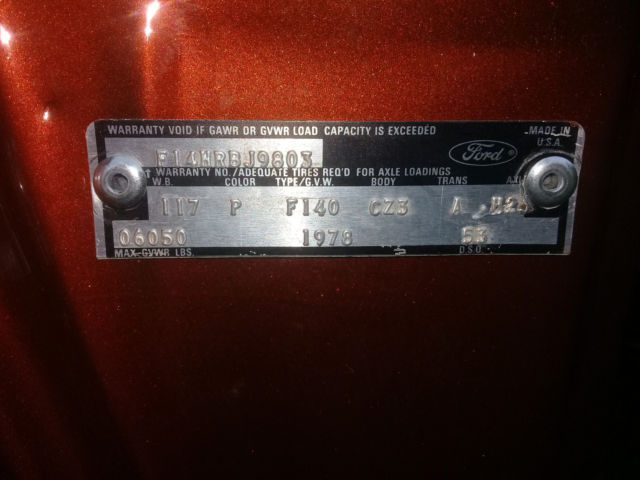 WARRANTY VOID IF GAWR OR GVWR LOAD CAPACITY IS EXCEEDED
MADE IN
U.S.A.
F14HRBJ9803
Ford
WARRANTY NO./ADEQUATE TIRES REQ'D FOR AXLE LOADINGS
W.B. COLOR TYPE/G.V.W. BODY TRANS
117 P F140 CZ3 A
06050 1978 53
MAX. GVWR LBS. D.S.O.